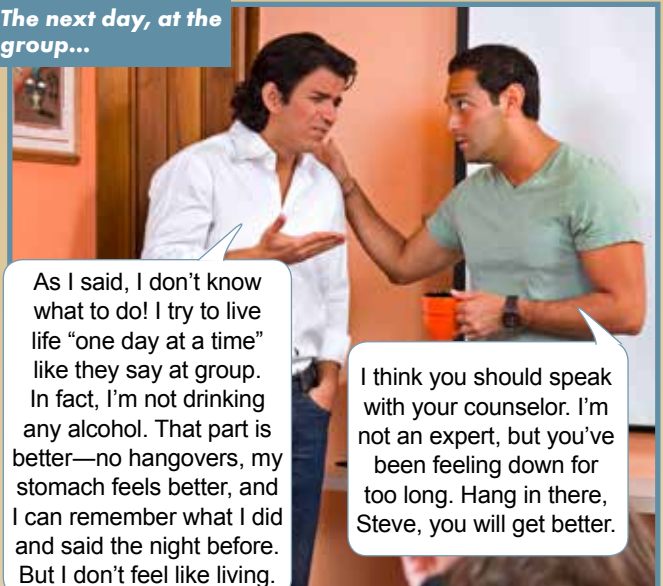 The next day, at the
group...
As I said, I don’t know
what to do! I try to live
life “one day at a time”
like they say at group.
In fact, I’m not drinking
any alcohol. That part is
better—no hangovers, my
stomach feels better, and
I can remember what I did
and said the night before.
But I don’t feel like living.
I think you should speak
with your counselor. I’m
not an expert, but you’ve
been feeling down for
too long. Hang in there,
Steve, you will get better.